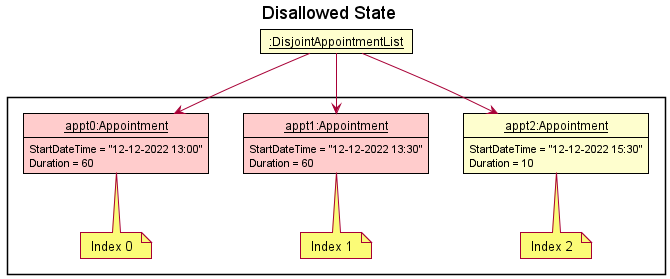 Disallowed State
:DisjointAppointmentList
appt0:Appointment
StartDateTime = "12-12-2022 13:00"
Duration = 60
appt1:Appointment
StartDateTime = "12-12-2022 13:30"
Duration = 60
appt2:Appointment
StartDateTime = "12-12-2022 15:30"
Duration = 10
Index 0
Index 1
Index 2